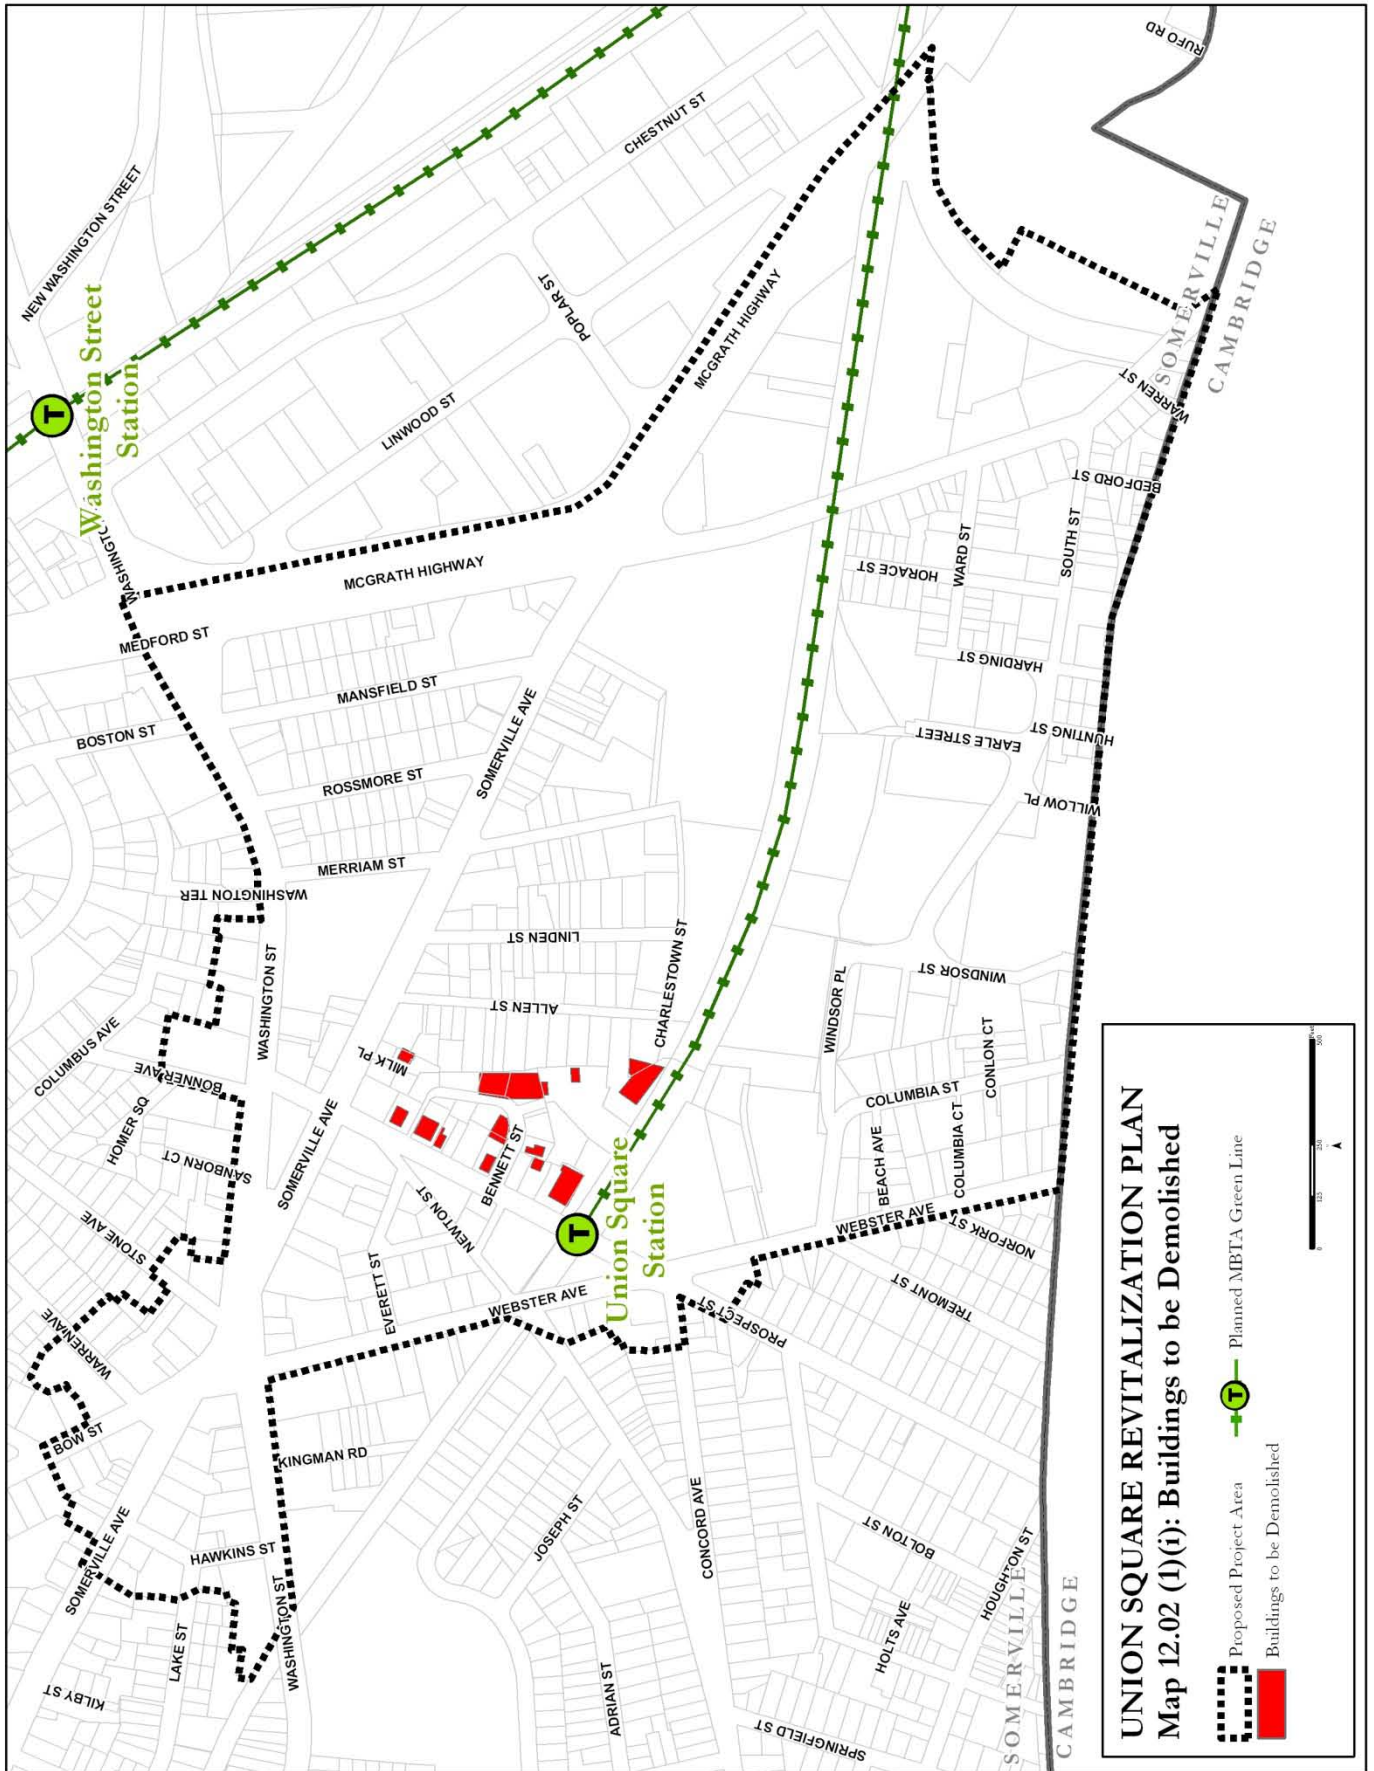 NEW WASHINGTON STREET
Washington Street
Station
T
CHESTNUT ST
POPLAR ST
LINWOOD ST
MCGRATH HIGHWAY
RUFO RD
WASHINGTO
MEDFORD ST
MCGRATH HIGHWAY
BOSTON ST
MANSFIELD ST
ROSSMORE ST
SOMERVILLE AVE
MERRIAM ST
WASHINGTON TER
WASHINGTON ST
COLUMBUS AVE
BONNER AVE
HOMER SQ
SANBORN CT
STONE AVE
WARREN AVE
BOW ST
SOMERVILLE AVE
HAWKINS ST
LAKE ST
KILBY ST
WASHINGTON ST
KINGMAN RD
SOMERVILLE AVE
MILK PL
LINDEN ST
ALLEN ST
CHARLESTOWN ST
BENNETT ST
NEWTON ST
EVERETT ST
WEBSTER AVE
T
Union Square
Station
PROSPECT ST
WEBSTER AVE
JOSEPH ST
CONCORD AVE
ADRIAN ST
SPRINGFIELD ST
HOLTS AVE
BOLTON ST
HOUGHTON ST
TREMONT ST
NORFORK ST
BEACH AVE
COLUMBIA CT
COLUMBIA ST
CONLON CT
WINDSOR PL
WINDSOR ST
WILLOW PL
EARLE STREET
HUNTING ST
HARDING ST
HORACE ST
WARD ST
SOUTH ST
BEDFORD ST
WARREN ST
SOMERVILLE
CAMBRIDGE
SOMERVILLE
CAMBRIDGE
UNION SQUARE REVITALIZATION PLAN
Map 12.02 (1)(i): Buildings to be Demolished
Proposed Project Area
T
Planned MBTA Green Line
Buildings to be Demolished
0 125 250 500
Feet